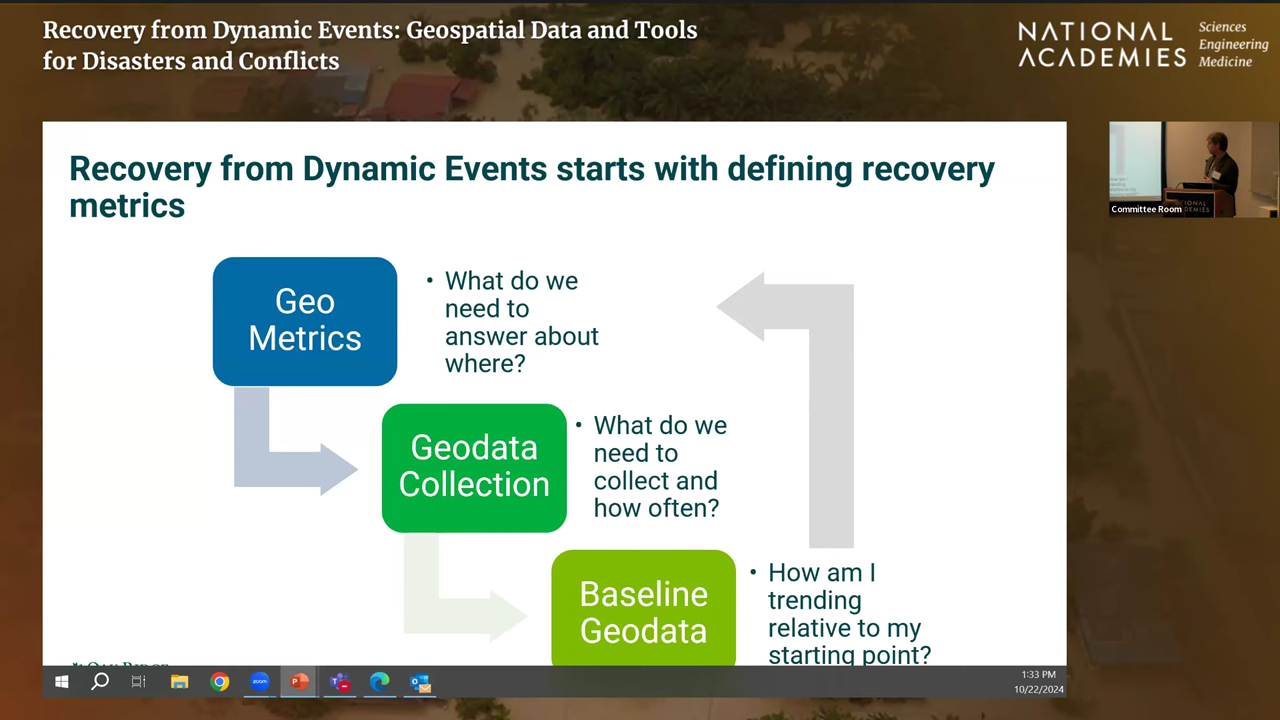 Recovery from Dynamic Events: Geospatial Data and Tools
for Disasters and Conflicts
NATIONAL
ACADEMIES
Sciences
Engineering
Medicine
Recovery from Dynamic Events starts with defining recovery
metrics
Geo
Metrics
• What do we
need to
answer about
where?
Geodata
Collection
• What do we
need to
collect and
how often?
Baseline
Geodata
• How am I
trending
relative to my
starting point?
Committee Room
zoom
1:33 PM
10/22/2024